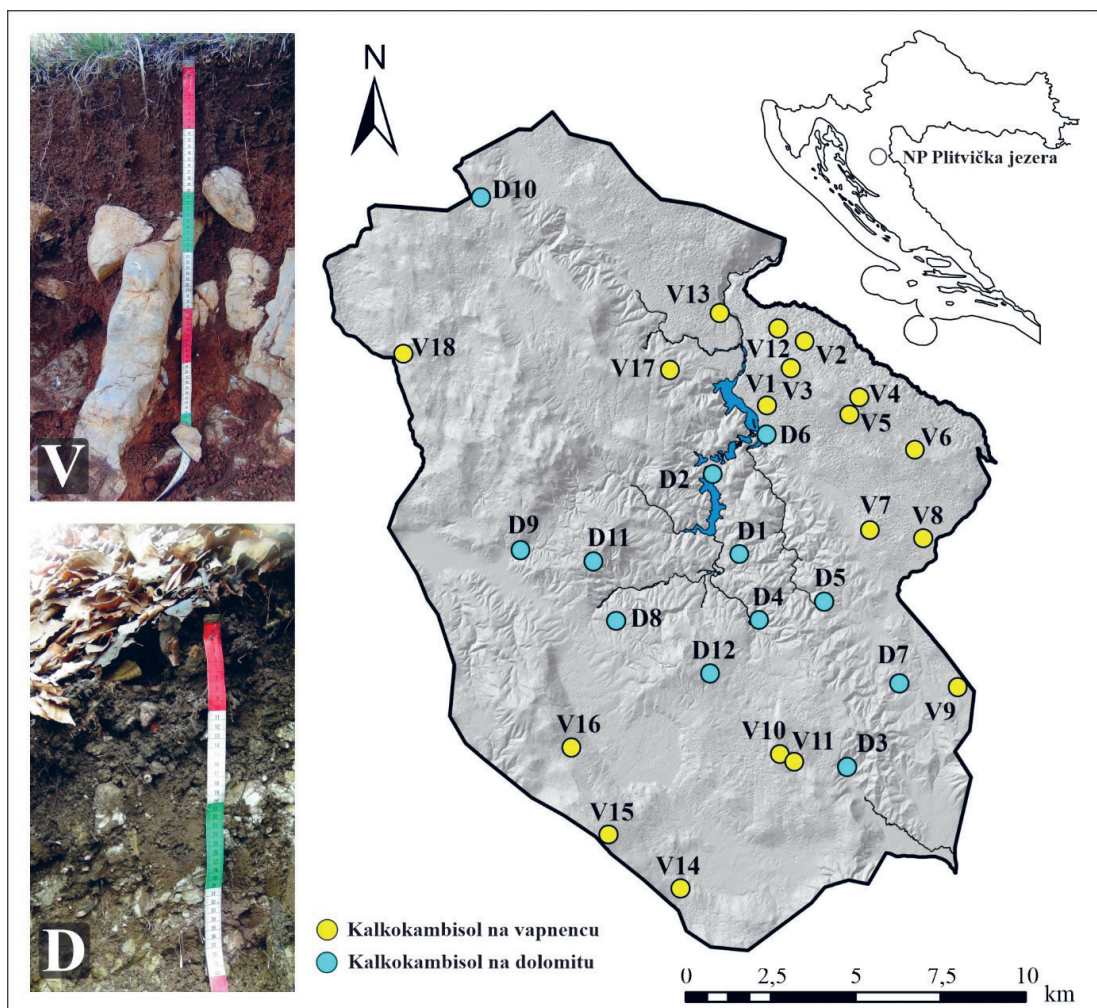 V
D
N
NP Plitvička jezera
D10
V13
V18
V12
V2
V17
V1
V3
V4
V5
D6
V6
D2
V7
V8
D9
D11
D1
D5
D8
D4
D12
D7
V9
V16
V10
V11
D3
V15
V14
Kalkokambisol na vapnencu
Kalkokambisol na dolomitu
0 2,5 5 7,5 10
km